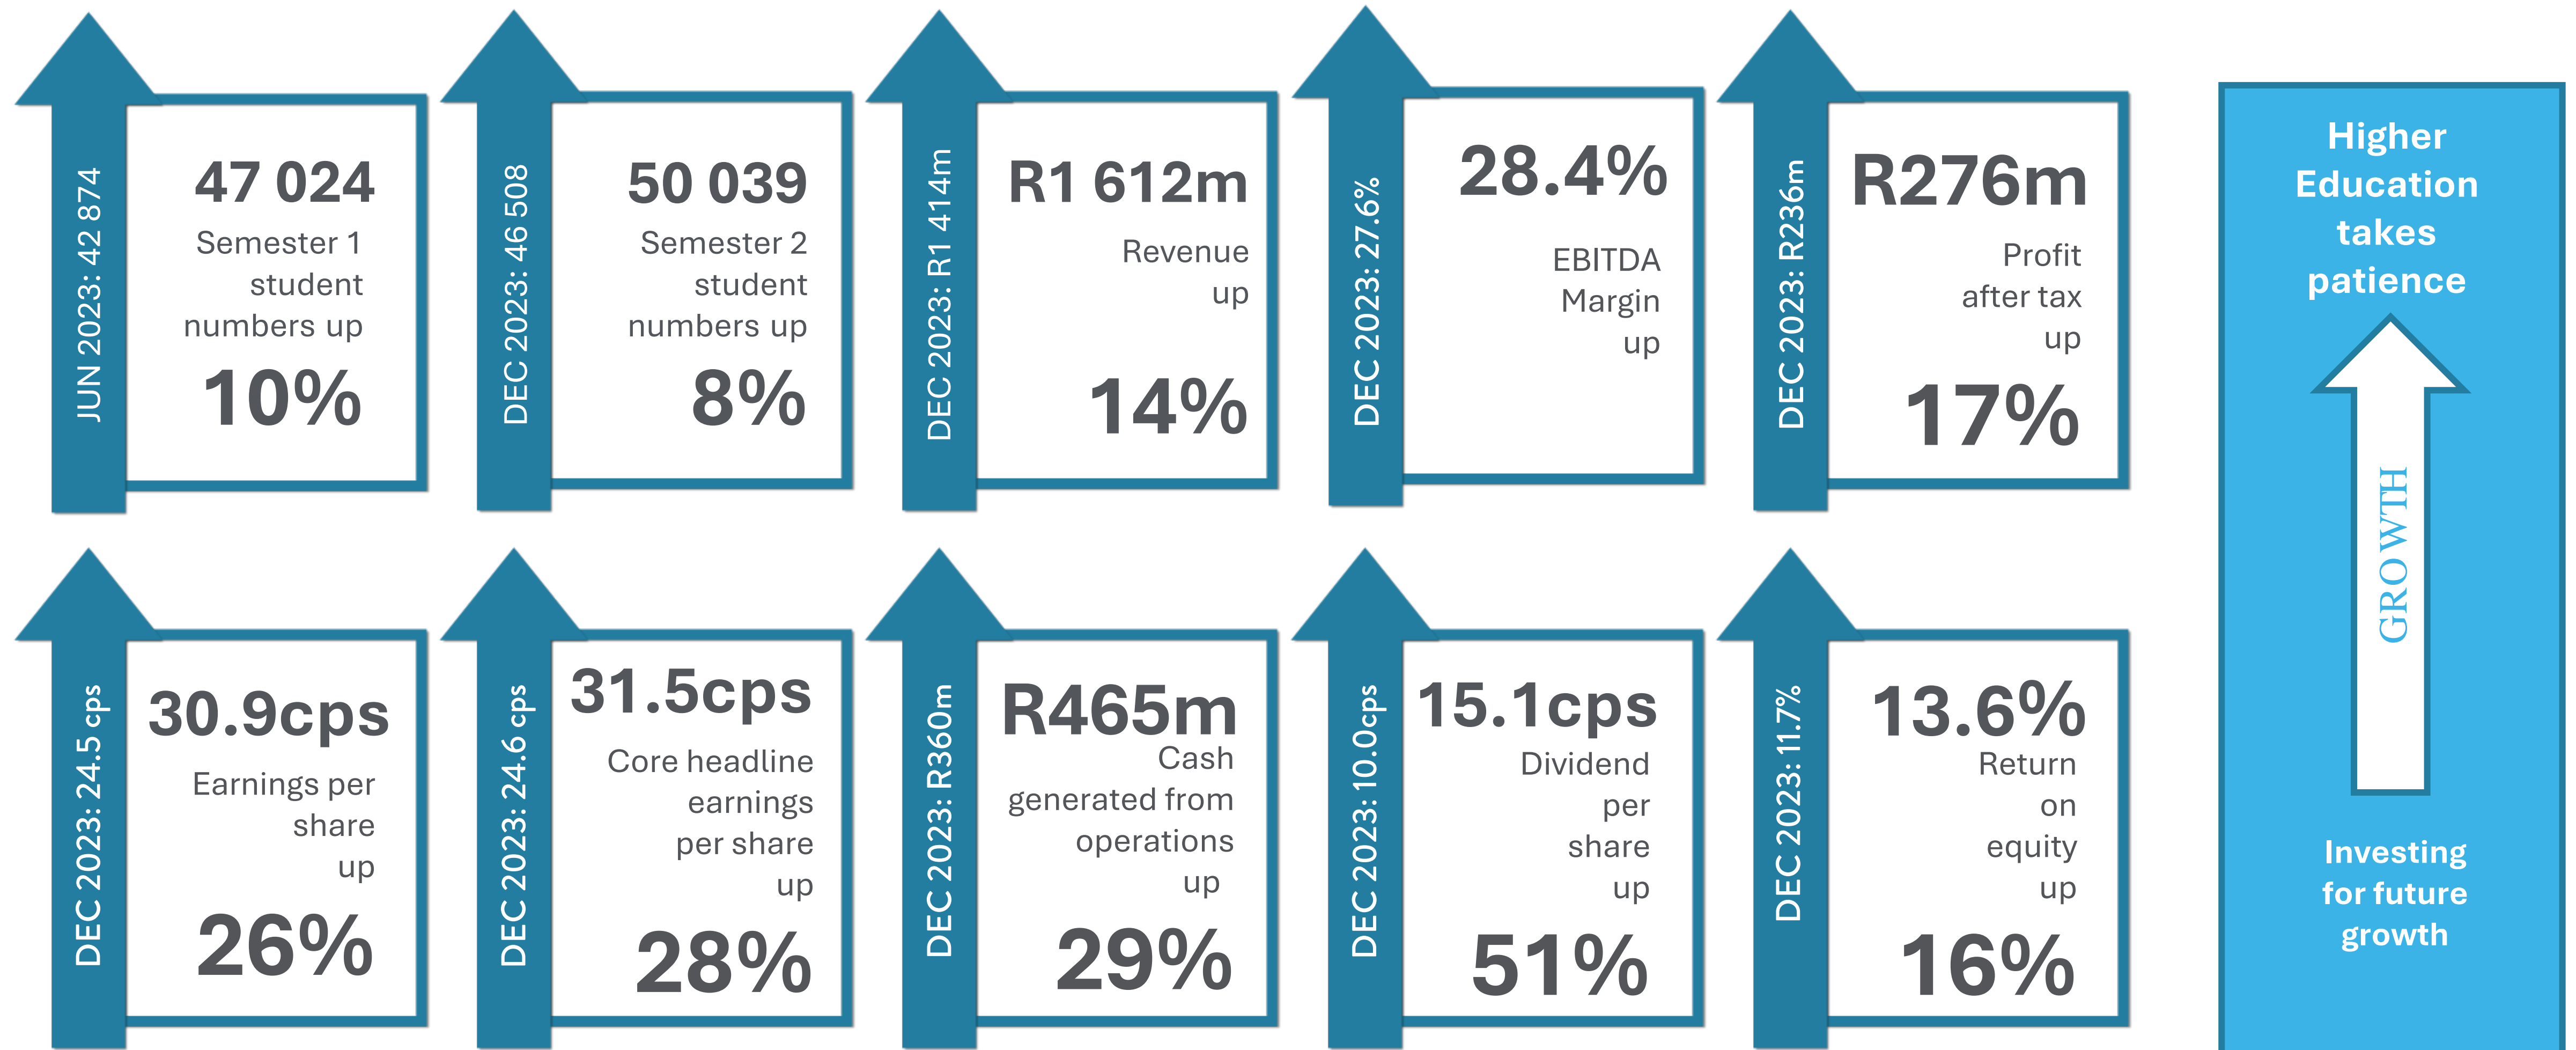 JUN 2023: 42 874
47 024
Semester 1
student
numbers up
10%
DEC 2023: 46 508
50 039
Semester 2
student
numbers up
8%
DEC 2023: R1 414m
R1 612m
Revenue
up
14%
DEC 2023: 27.6%
28.4%
EBITDA
Margin
up
DEC 2023: R236m
R276m
Profit
after tax
up
17%
DEC 2023: 24.5 cps
30.9cps
Earnings per
share
up
26%
DEC 2023: 24.6 cps
31.5cps
Core headline
earnings
per share
up
28%
DEC 2023: R360m
R465m
Cash
generated from
operations
up
29%
DEC 2023: 10.0cps
15.1cps
Dividend
per
share
up
51%
DEC 2023: 11.7%
13.6%
Return
on
equity
up
16%
Higher
Education
takes
patience
GROWTH
Investing
for future
growth